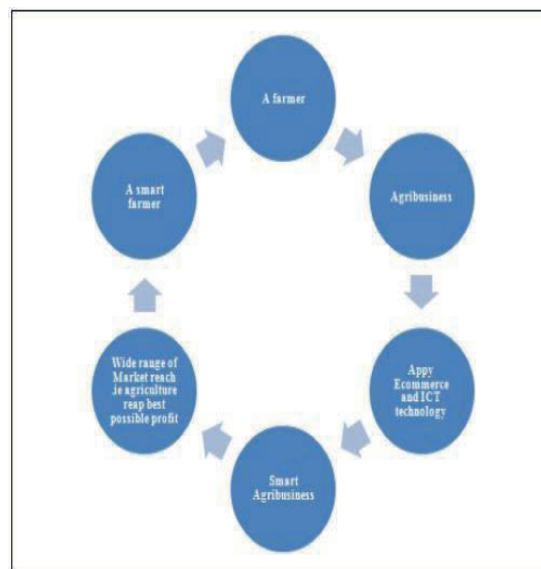 A farmer
Agribusiness
Appy
Ecommerce
and ICT
technology
Smart
Agribusiness
Wide range of
Market reach
.ie agriculture
reap best
possible profit
A smart
farmer